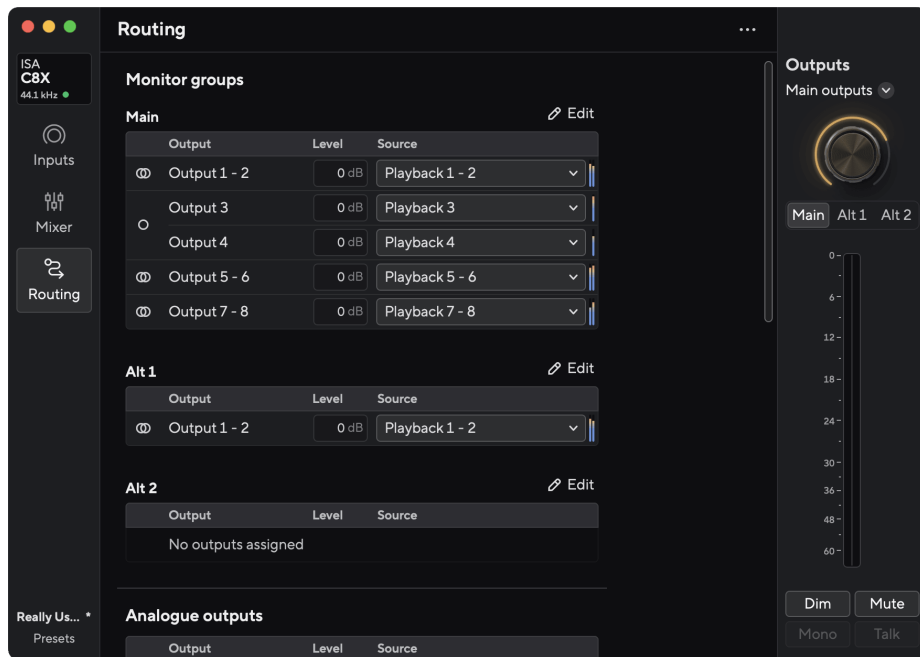 Routing
...
ISA
C8X
44.1 kHz
Inputs
Mixer
Routing
Really Us... *
Presets
Monitor groups
Main
Edit
Output Level Source
Output 1 - 2 0 dB Playback 1 - 2
Output 3 0 dB Playback 3
Output 4 0 dB Playback 4
Output 5 - 6 0 dB Playback 5 - 6
Output 7 - 8 0 dB Playback 7 - 8
Alt 1
Edit
Output Level Source
Output 1 - 2 0 dB Playback 1 - 2
Alt 2
Edit
Output Level Source
No outputs assigned
Analogue outputs
Output Level Source
Outputs
Main outputs
Main Alt 1 Alt 2
0
6
12
18
24
30
36
48
60
Dim Mute
Mono Talk